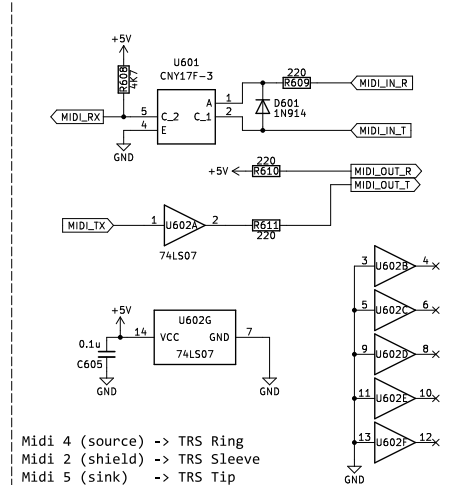 +5V
U601
CNY17F-3
R608
4K7
220
R609
MIDI_IN_R
A 1
MIDI_RX
5 C_2
C_1 2
D601
1N914
4 E
MIDI_IN_T
GND
220
+5V
R610
MIDI_OUT_R
MIDI_OUT_T
MIDI_TX
1 U602A 2
R611
220
74LS07
3 U602B 4
+5V
U602G
5 U602C 6
14 VCC
GND 7
0.1u
74LS07
9 U602D 8
C605
GND
GND
11 U602E 10
13 U602F 12
GND
Midi 4 (source) -> TRS Ring
Midi 2 (shield) -> TRS Sleeve
Midi 5 (sink) -> TRS Tip